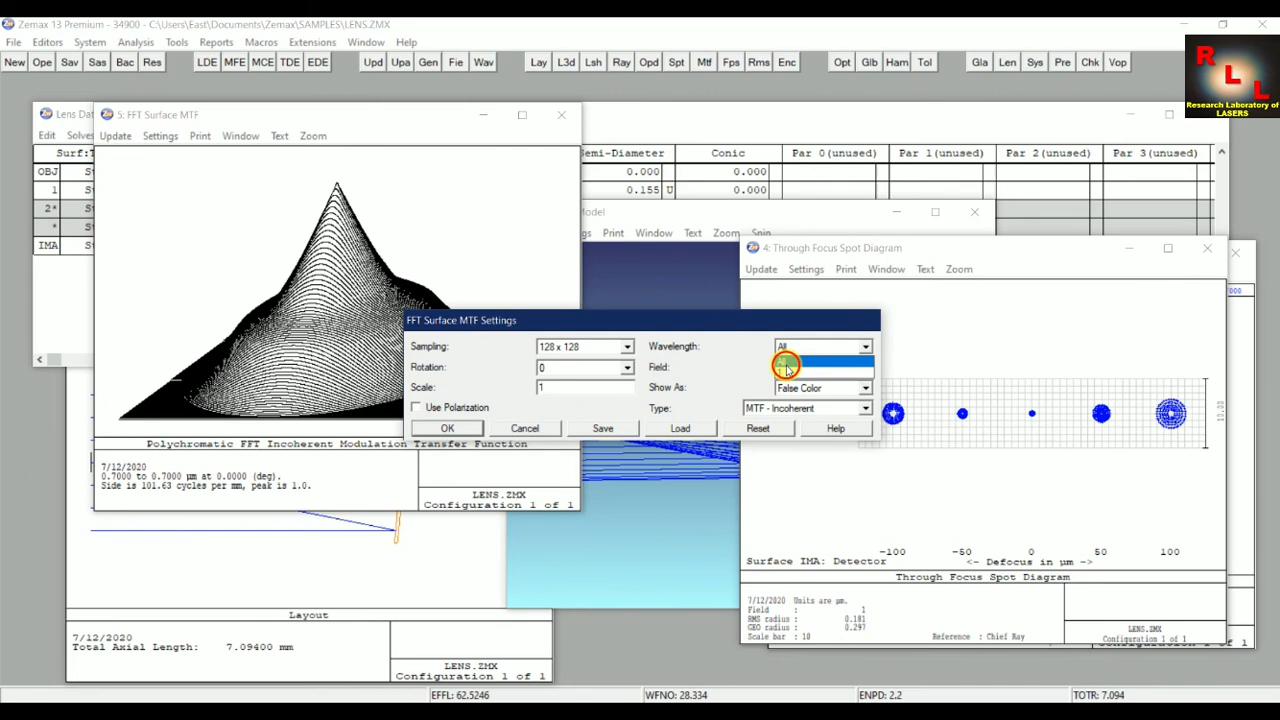 Zemax 13 Premium - 34900 - C:\Users\East\Documents\Zemax\SAMPLES\LENS.ZMX
File Editors System Analysis Tools Reports Macros Extensions Window Help
New Ope Sav Sas Bac Res LDE MFE MCE TDE EDE Upd Upa Gen Fie Wav Lay L3d Lsh Ray Opd Spt Mtf Fps Rms Enc Opt Glb Ham Tol Gla Len Sys Pre Chk Vop
R L L
Research Laboratory of
LASERS
Lens Dat
Edit Solves
Surf:T Semi-Diameter Conic Par 0(unused) Par 1(unused) Par 2(unused) Par 3(unused)
OBJ St 0.000 0.000
1 St 0.155 U 0.000
2* St
* St
IMA St
5: FFT Surface MTF
Update Settings Print Window Text Zoom
Polychromatic FFT Incoherent Modulation Transfer Function
7/12/2020
0.7000 to 0.7000 µm at 0.0000 (deg).
Side is 101.63 cycles per mm, peak is 1.0.
LENS.ZMX
Configuration 1 of 1
Model
gs Print Window Text Zoom Spin
4: Through Focus Spot Diagram
Update Settings Print Window Text Zoom
10.00
-100 -50 0 50 100
Surface IMA: Detector <- Defocus in µm ->
Through Focus Spot Diagram
7/12/2020 Units are µm.
Field : 1
RMS radius : 0.181
GEO radius : 0.297
Scale bar : 10 Reference : Chief Ray
LENS.ZMX
Configuration 1 of 1
FFT Surface MTF Settings
Sampling: 128 x 128 Wavelength: All
Rotation: 0 Field:
Scale: 1 Show As: False Color
Use Polarization Type: MTF - Incoherent
OK Cancel Save Load Reset Help
Layout
7/12/2020
Total Axial Length: 7.09400 mm
LENS.ZMX
Configuration 1 of 1
EFFL: 62.5246 WFNO: 28.334 ENPD: 2.2 TOTR: 7.094